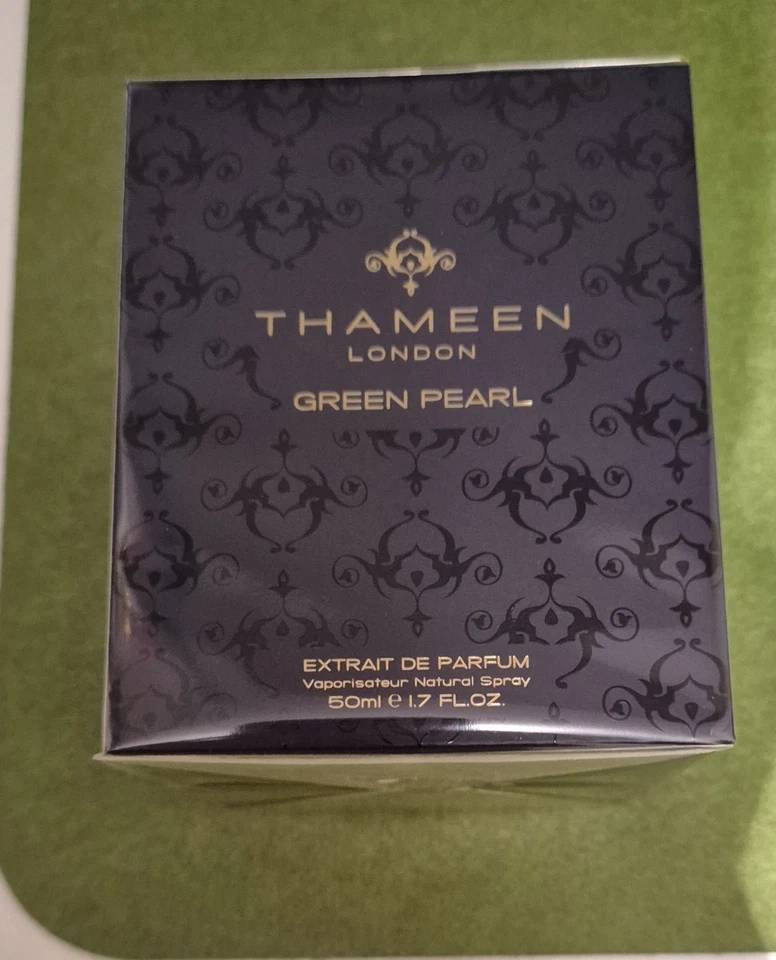 THAMEEN
LONDON
GREEN PEARL
EXTRAIT DE PARFUM
Vaporisateur Natural Spray
50ml ℮ 1.7 FL.OZ.